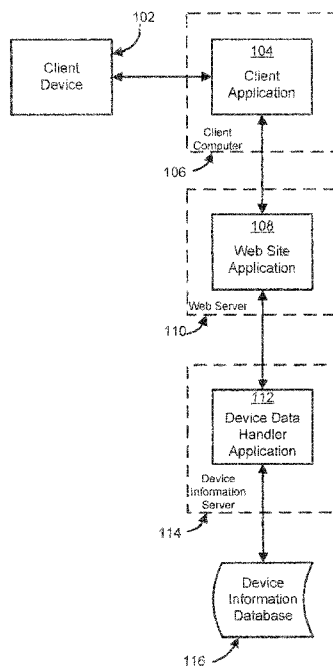 102
Client
Device
104
Client
Application
Client
Computer
106
108
Web Site
Application
Web Server
110
112
Device Data
Handler
Application
Device
Information
Server
114
Device
Information
Database
116